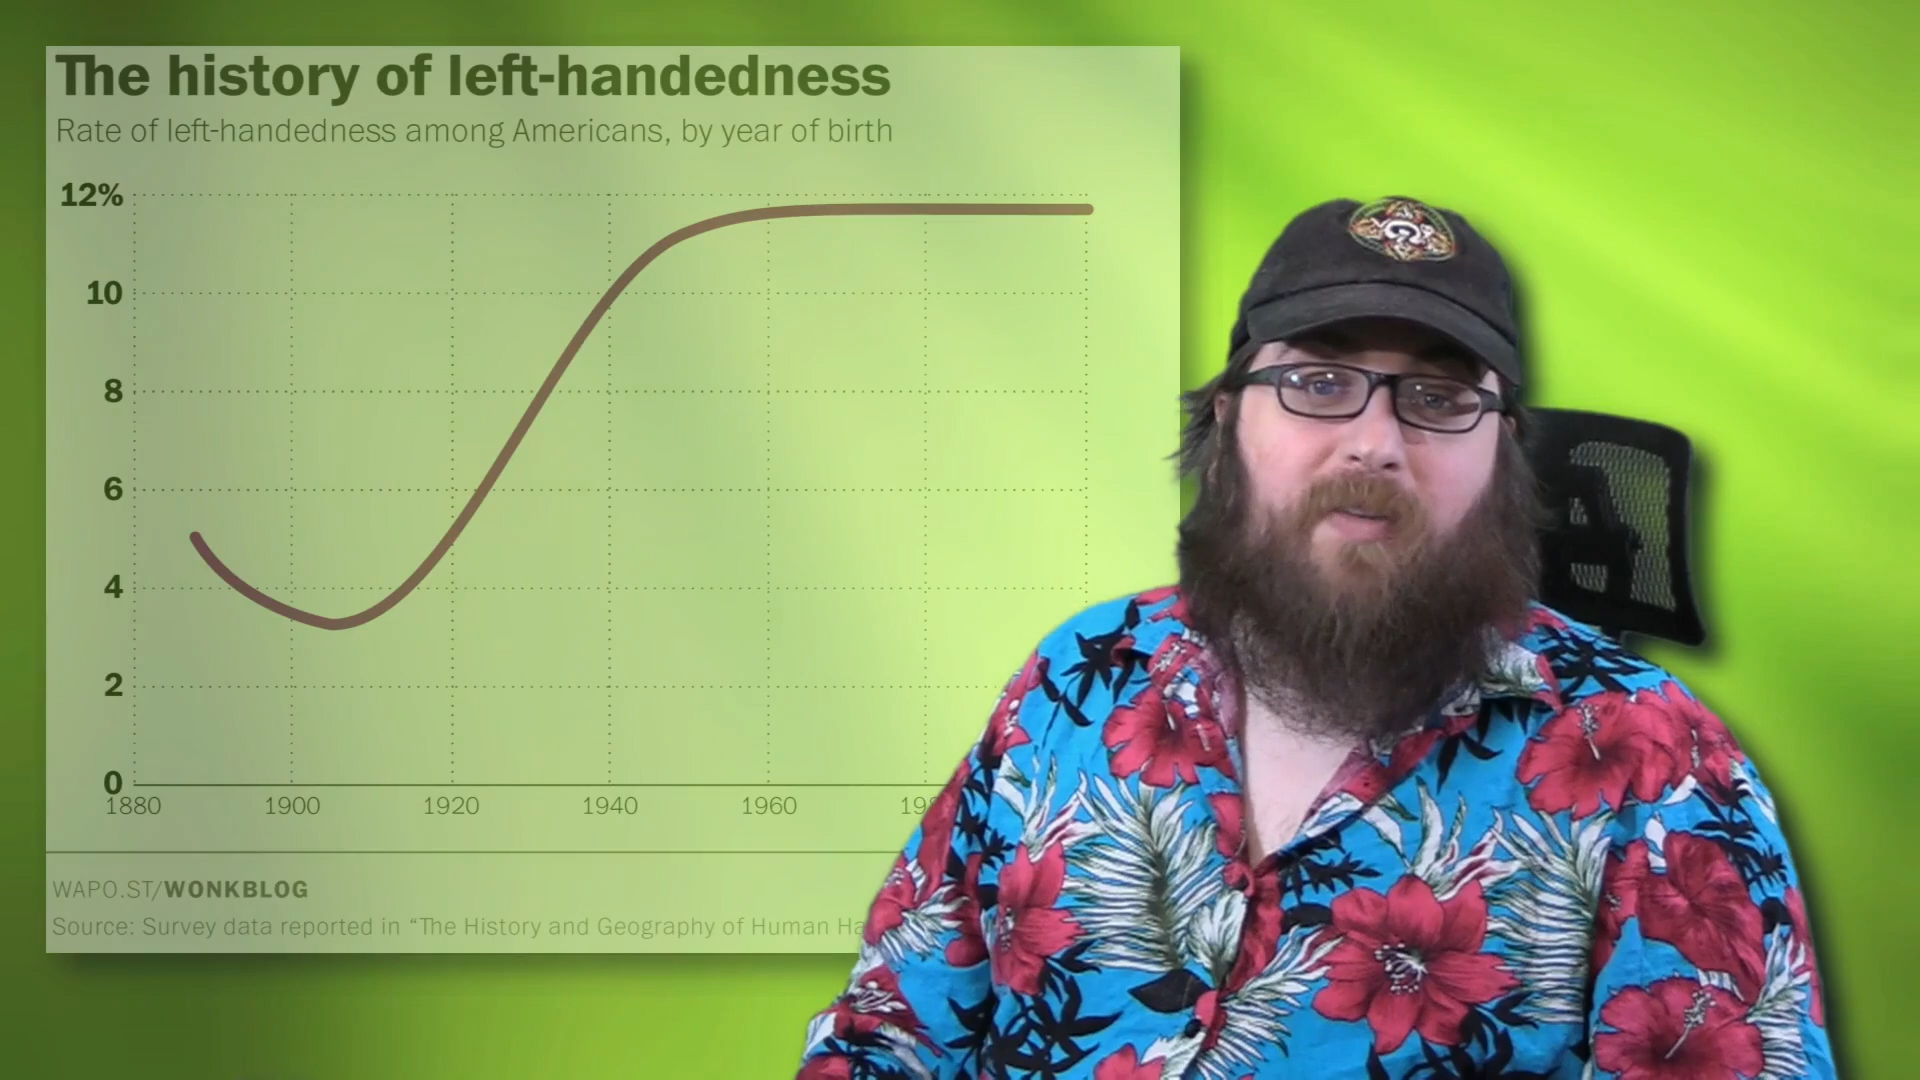 The history of left-handedness
Rate of left-handedness among Americans, by year of birth
12%
10
8
6
4
2
0
1880 1900 1920 1940 1960
WAPO.ST/WONKBLOG
Source: Survey data reported in “The History and Geography of Human